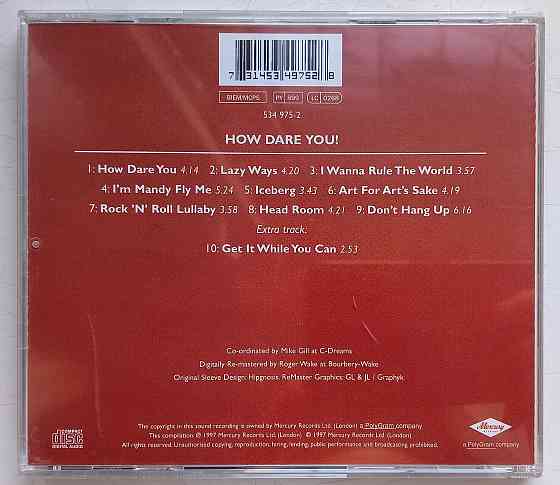 7 31453 49752 8
BIEM/MCPS PY 899 LC 0268
534 975-2
HOW DARE YOU!
1: How Dare You 4.14 2: Lazy Ways 4.20 3: I Wanna Rule The World 3.57
4: I'm Mandy Fly Me 5.24 5: Iceberg 3.43 6: Art For Art's Sake 4.19
7: Rock 'N' Roll Lullaby 3.58 8: Head Room 4.21 9: Don't Hang Up 6.16
Extra track.
10: Get It While You Can 2.53
Co-ordinated by Mike Gill at C-Dreams
Digitally Re-mastered by Roger Wake at Bourbery-Wake
Original Sleeve Design: Hipgnosis. ReMaster Graphics: GL & JL / Graphyk.
COMPACT
disc
DIGITAL AUDIO
The copyright in this sound recording is owned by Mercury Records Ltd. (London) a PolyGram company
This compilation ℗ 1997 Mercury Records Ltd. (London) © 1997 Mercury Records Ltd (London)
All rights reserved. Unauthorised copying, reproduction, hiring, lending, public performance and broadcasting prohibited.
Mercury
a PolyGram company